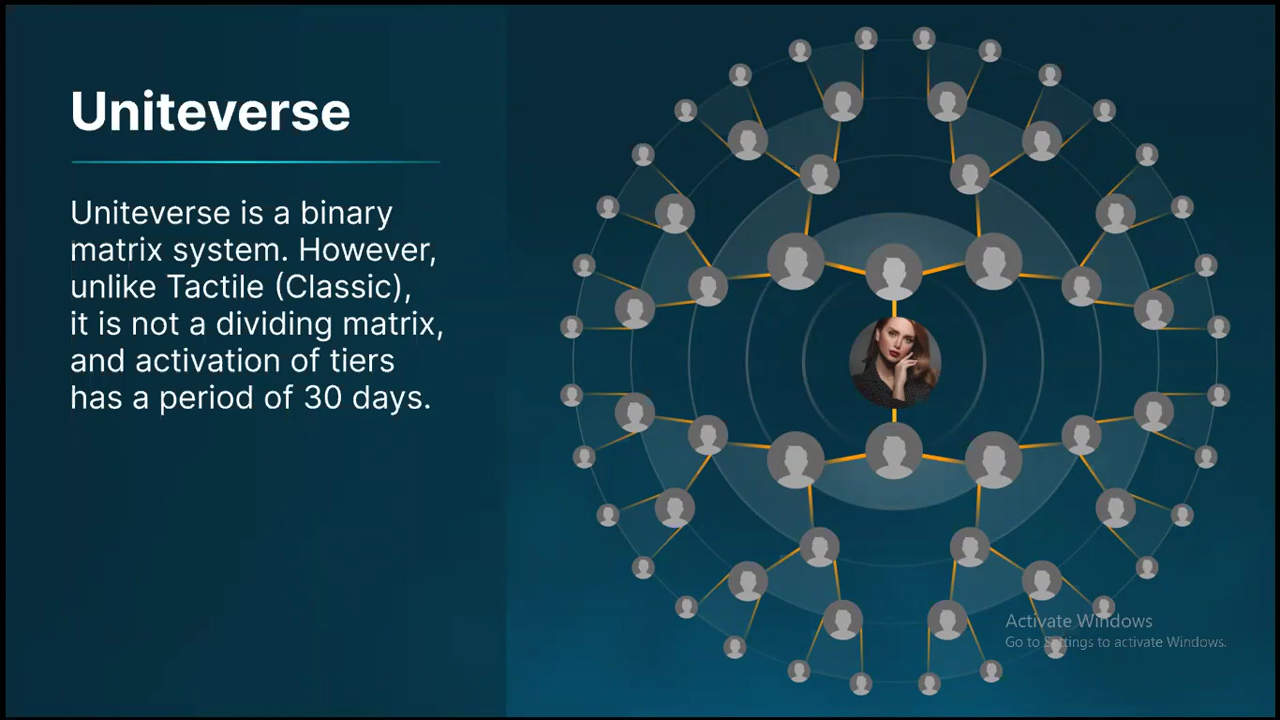 Uniteverse
Uniteverse is a binary
matrix system. However,
unlike Tactile (Classic),
it is not a dividing matrix,
and activation of tiers
has a period of 30 days.
Activate Windows
Go to Settings to activate Windows.